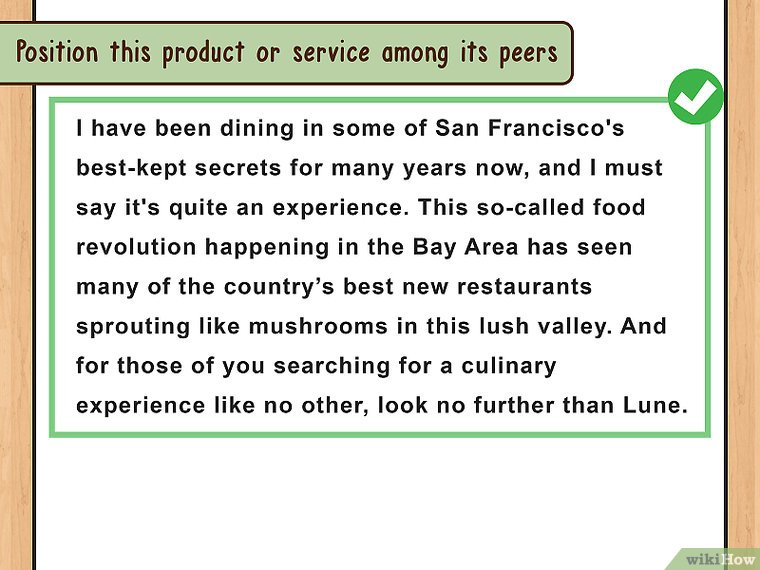 Position this product or service among its peers
I have been dining in some of San Francisco's
best-kept secrets for many years now, and I must
say it's quite an experience. This so-called food
revolution happening in the Bay Area has seen
many of the country’s best new restaurants
sprouting like mushrooms in this lush valley. And
for those of you searching for a culinary
experience like no other, look no further than Lune.
wikiHow